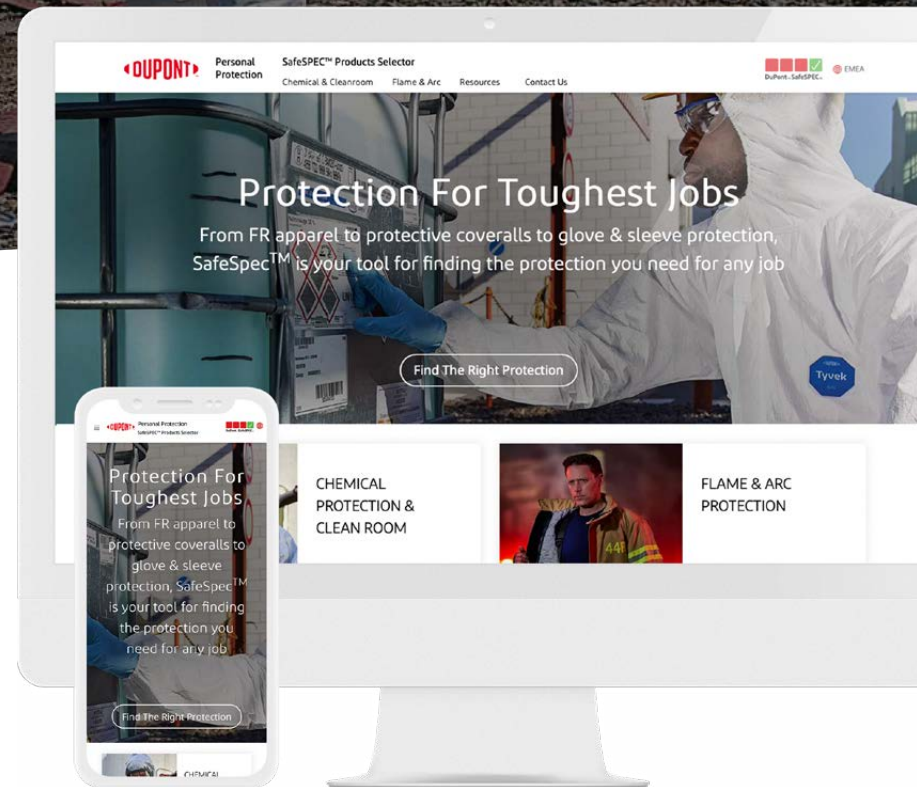 DUPONT
Personal
Protection
SafeSPEC™ Products Selector
Chemical & Cleanroom Flame & Arc Resources Contact Us
DuPont™ SafeSPEC™
EMEA
Protection For Toughest Jobs
From FR apparel to protective coveralls to glove & sleeve protection,
SafeSpec™ is your tool for finding the protection you need for any job
Find The Right Protection
Tyvek
CHEMICAL
PROTECTION &
CLEAN ROOM
FLAME & ARC
PROTECTION
441
DUPONT
Personal Protection
SafeSPEC™ Products Selector
Protection For
Toughest Jobs
From FR apparel to
protective coveralls to
glove & sleeve
protection, SafeSpec™
is your tool for finding
the protection you
need for any job
Find The Right Protection
CHEMICAL